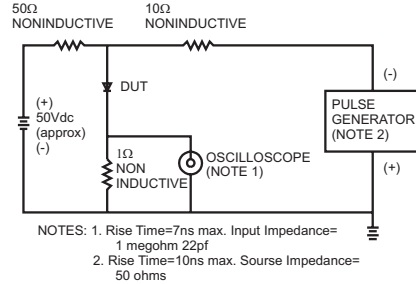 50Ω
NONINDUCTIVE
10Ω
NONINDUCTIVE
(+)
50Vdc
(approx)
(-)
DUT
1Ω
NON
INDUCTIVE
OSCILLOSCOPE
(NOTE 1)
(-)
PULSE
GENERATOR
(NOTE 2)
(+)
NOTES: 1. Rise Time=7ns max. Input Impedance=
1 megohm 22pf
2. Rise Time=10ns max. Sourse Impedance=
50 ohms